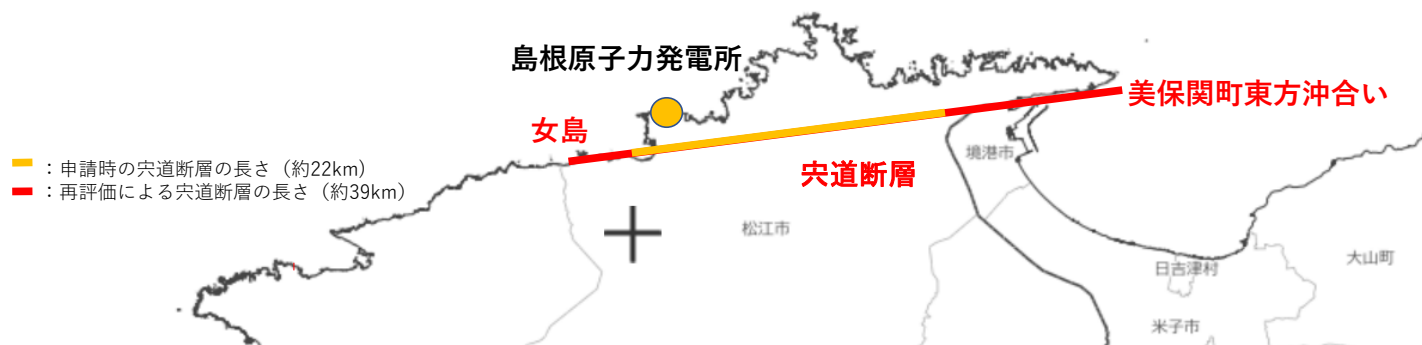 島根原子力発電所
美保関町東方沖合い
女島
：申請時の宍道断層の長さ（約22km）
：再評価による宍道断層の長さ（約39km）
宍道断層
境港市
松江市
日吉津村
大山町
米子市